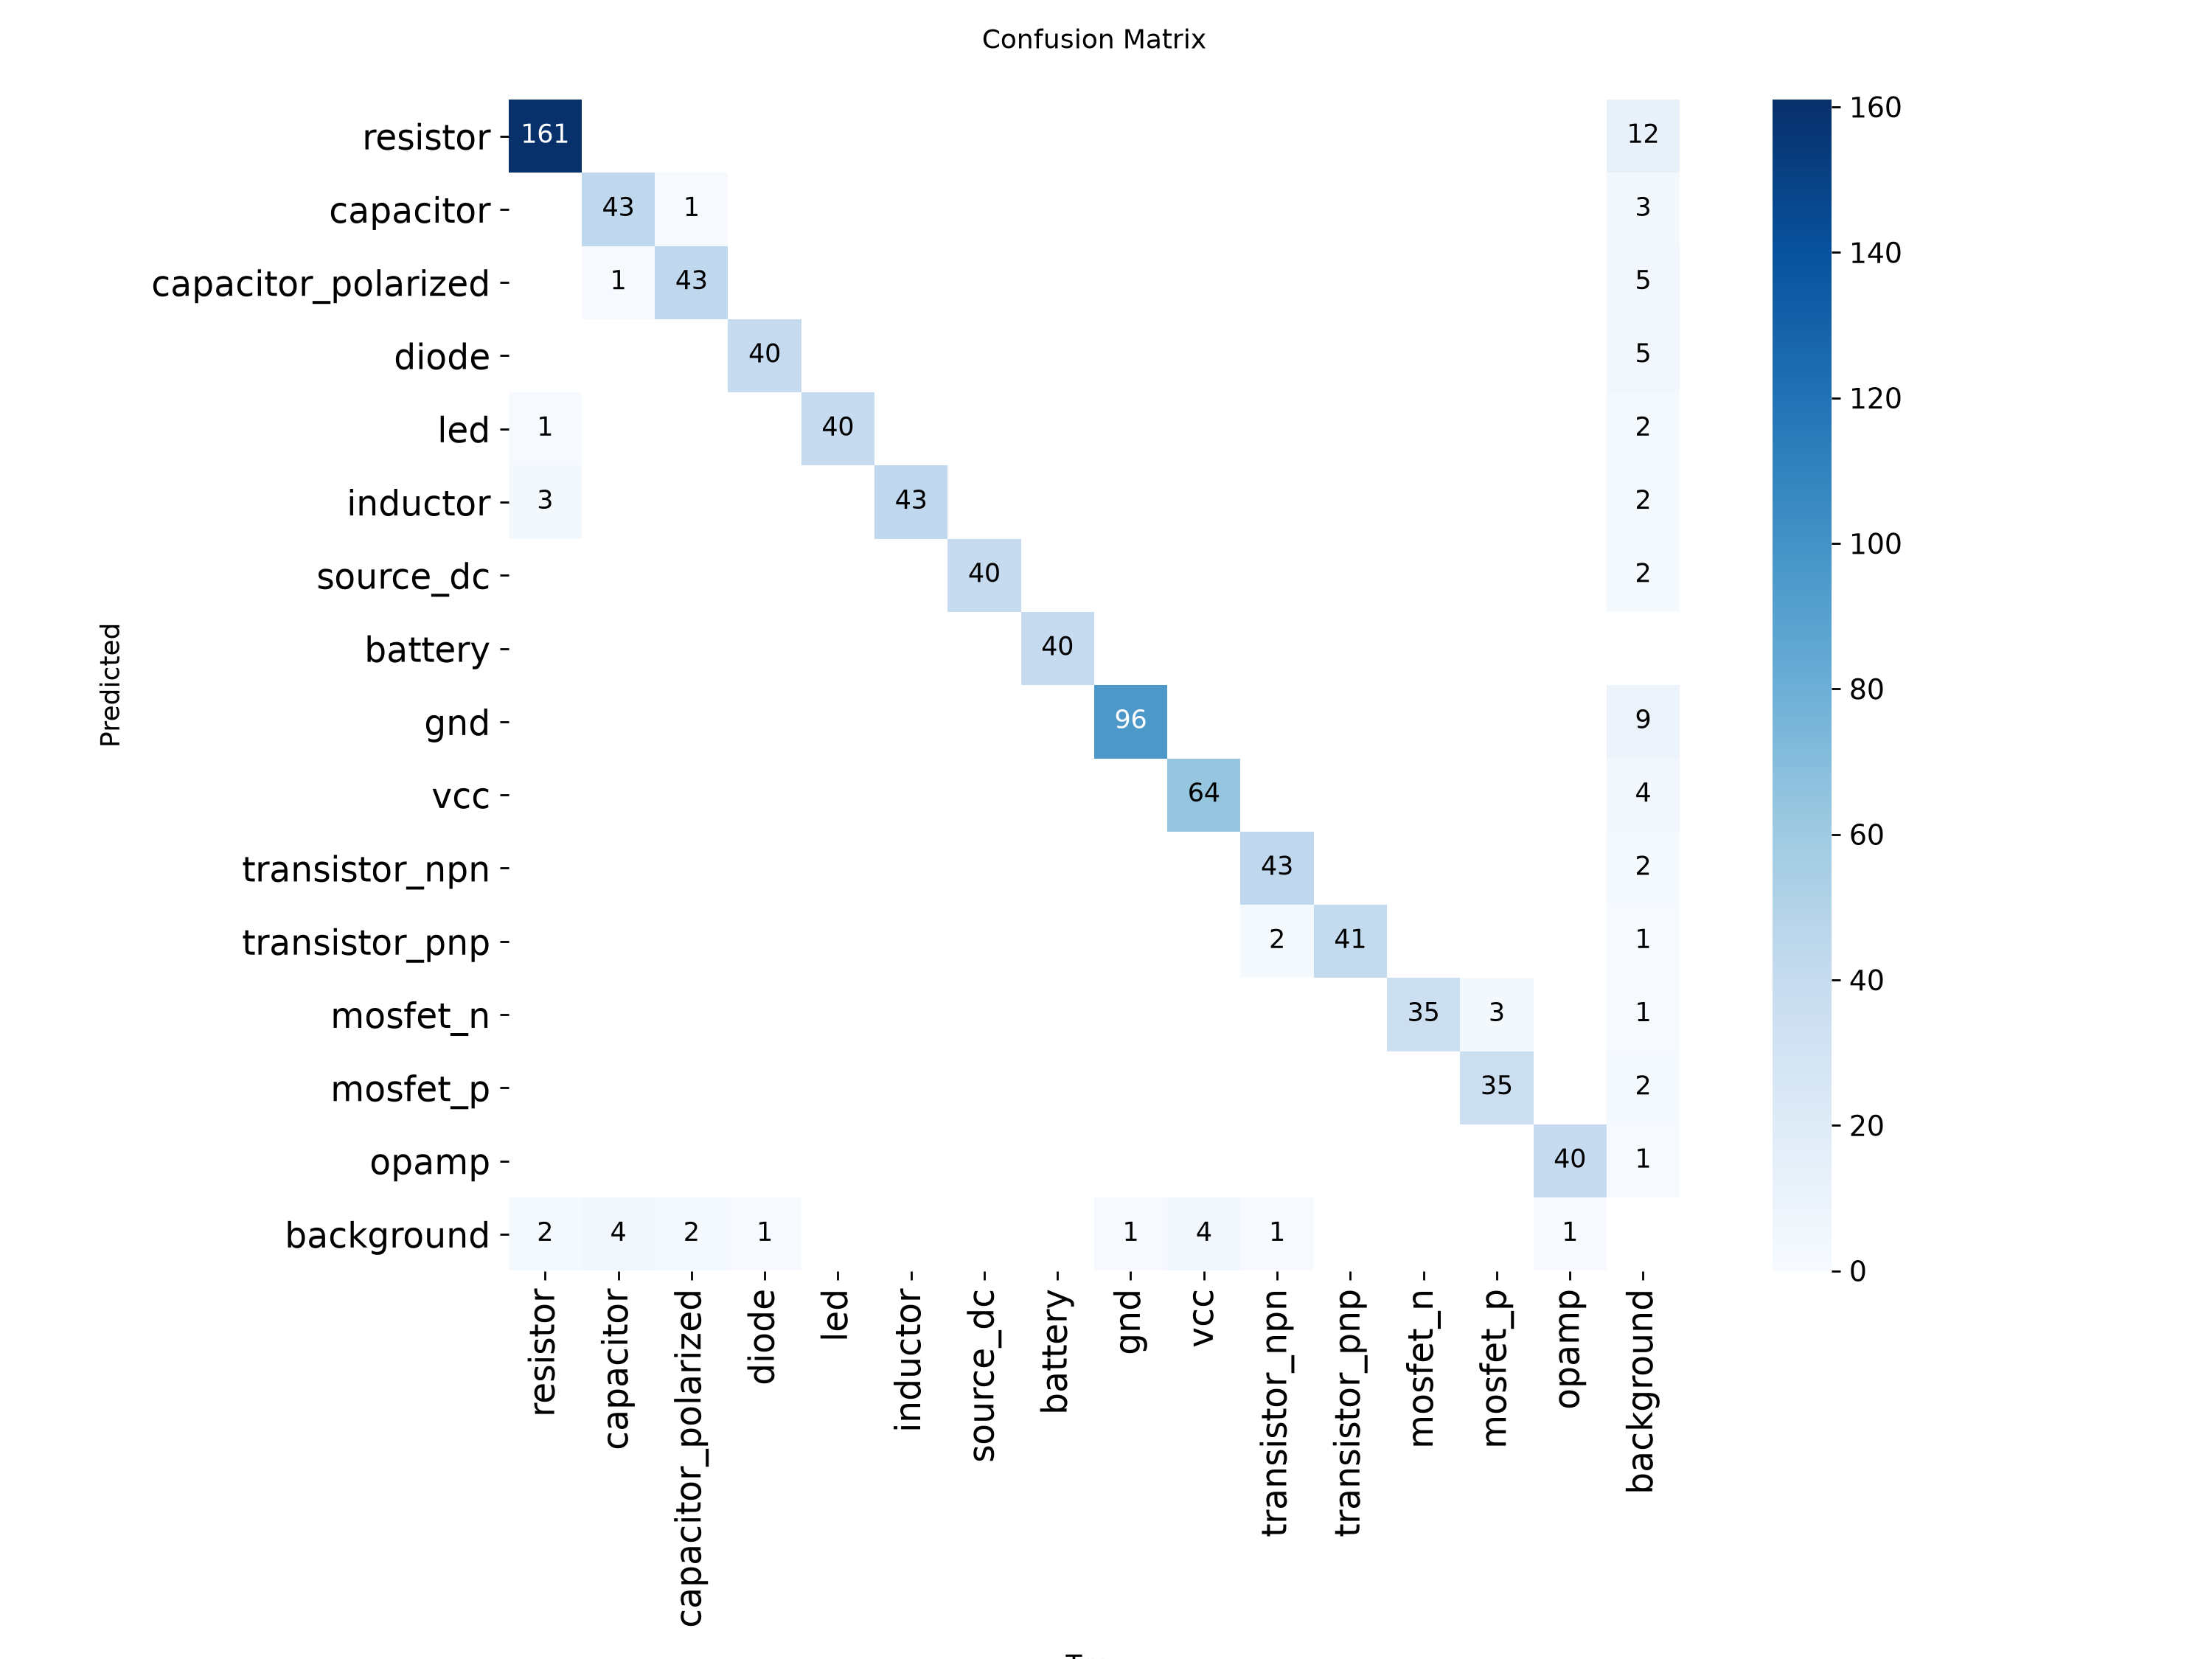 Confusion Matrix
Predicted
resistor 161 12
capacitor 43 1 3
capacitor_polarized 1 43 5
diode 40 5
led 1 40 2
inductor 3 43 2
source_dc 40 2
battery 40
gnd 96 9
vcc 64 4
transistor_npn 43 2
transistor_pnp 2 41 1
mosfet_n 35 3 1
mosfet_p 35 2
opamp 40 1
background 2 4 2 1 1 4 1 1
resistor
capacitor
capacitor_polarized
diode
led
inductor
source_dc
battery
gnd
vcc
transistor_npn
transistor_pnp
mosfet_n
mosfet_p
opamp
background
160
140
120
100
80
60
40
20
0